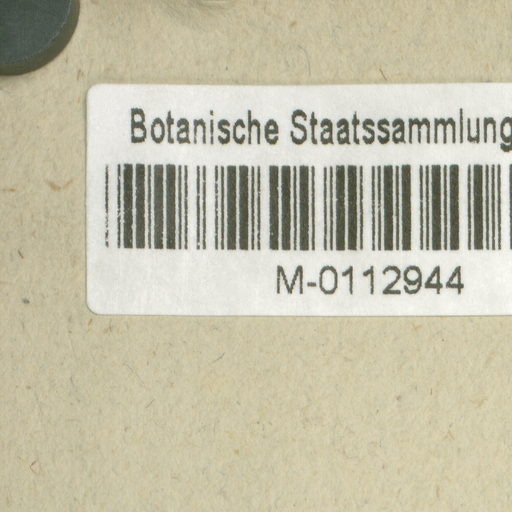 Botanische Staatssammlung
M-0112944